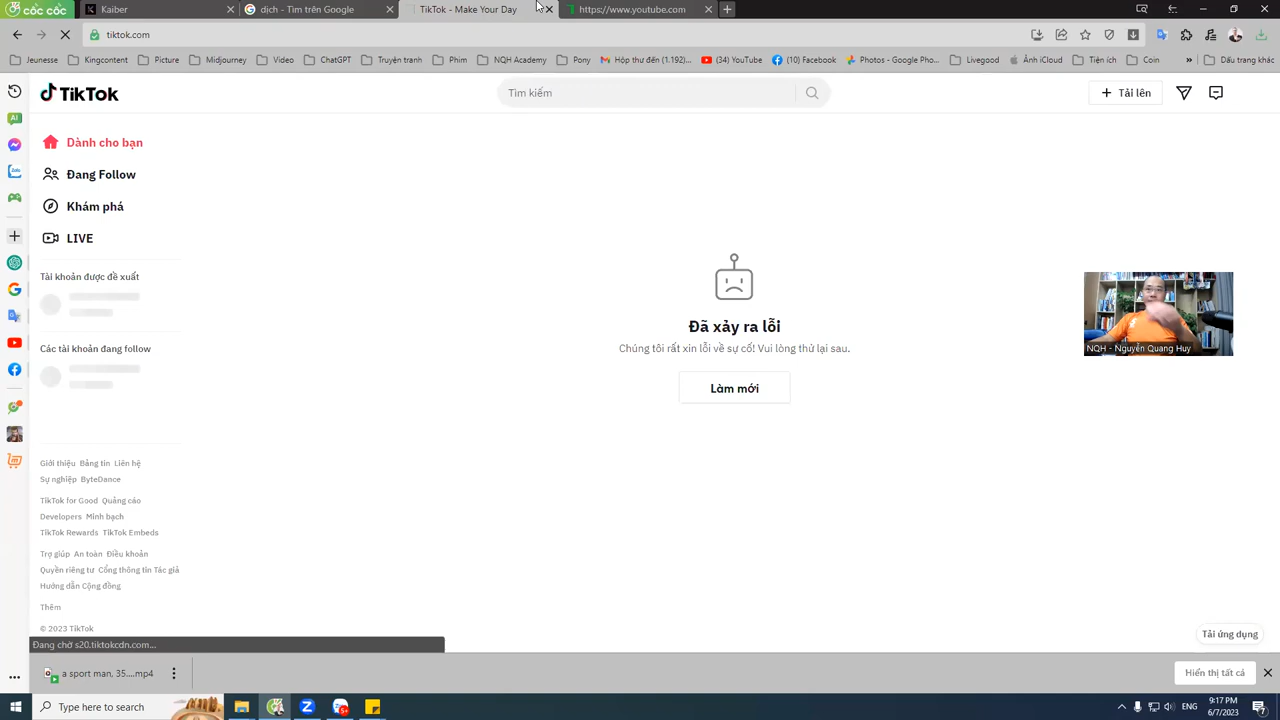 cốc cốc
Kaiber
dịch - Tìm trên Google
TikTok - Make Your Day
https://www.youtube.com
tiktok.com
Jeunesse
Kingcontent
Picture
Midjourney
Video
ChatGPT
Truyện tranh
Phim
NQH Academy
Pony
Hộp thư đến (1.192)...
(34) YouTube
(10) Facebook
Photos - Google Pho...
Livegood
Ảnh iCloud
Tiện ích
Coin
»
Dấu trang khác
TikTok
Tìm kiếm
Tải lên
Dành cho bạn
Đang Follow
Khám phá
LIVE
Tài khoản được đề xuất
Các tài khoản đang follow
Đã xảy ra lỗi
Chúng tôi rất xin lỗi về sự cố! Vui lòng thử lại sau.
Làm mới
NQH - Nguyễn Quang Huy
Giới thiệu Bảng tin Liên hệ
Sự nghiệp ByteDance
TikTok for Good Quảng cáo
Developers Minh bạch
TikTok Rewards TikTok Embeds
Trợ giúp An toàn Điều khoản
Quyền riêng tư Cổng thông tin Tác giả
Hướng dẫn Cộng đồng
Thêm
© 2023 TikTok
Tải ứng dụng
Đang chờ s20.tiktokcdn.com...
a sport man, 35....mp4
Hiển thị tất cả
Type here to search
ENG
9:17 PM
6/7/2023